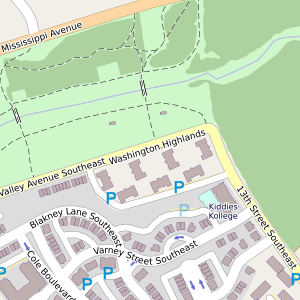 Mississippi Avenue
Washington Highlands
Valley Avenue Southeast
P
P
Kiddies
Kollege
13th Street Southeast
P
Blakney Lane Southeast
Varney Street Southeast
Cole Boulevard
P
P
P